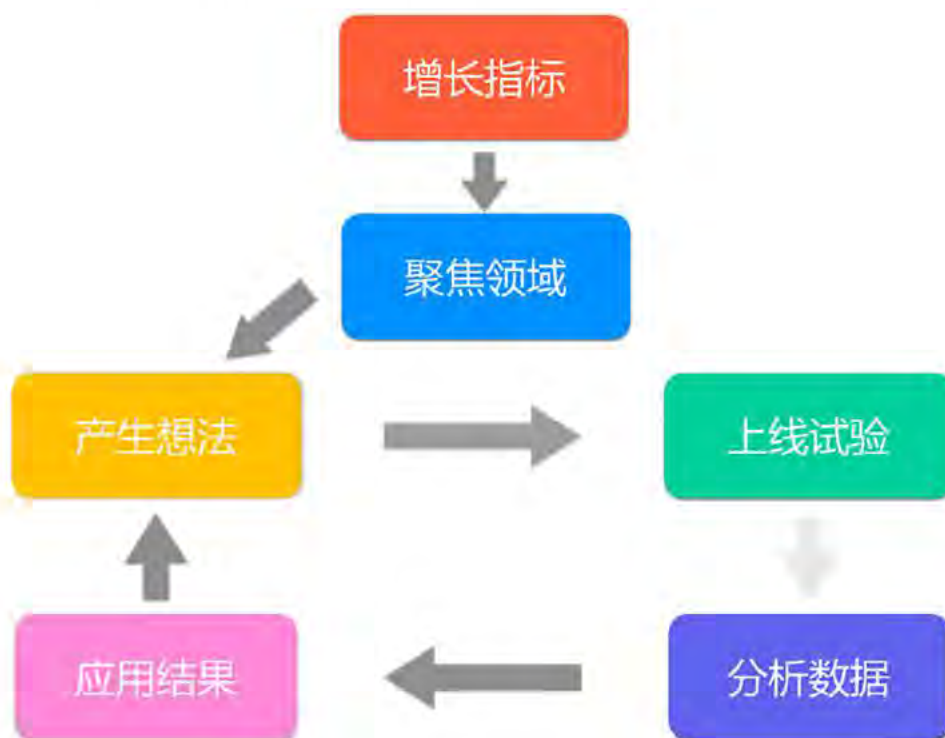 增长指标
聚焦领域
产生想法
上线试验
应用结果
分析数据